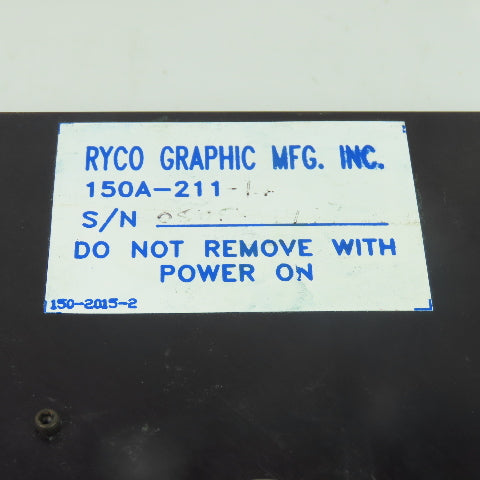 RYCO GRAPHIC MFG. INC.
150A-211
S/N
DO NOT REMOVE WITH
POWER ON
150-2015-2